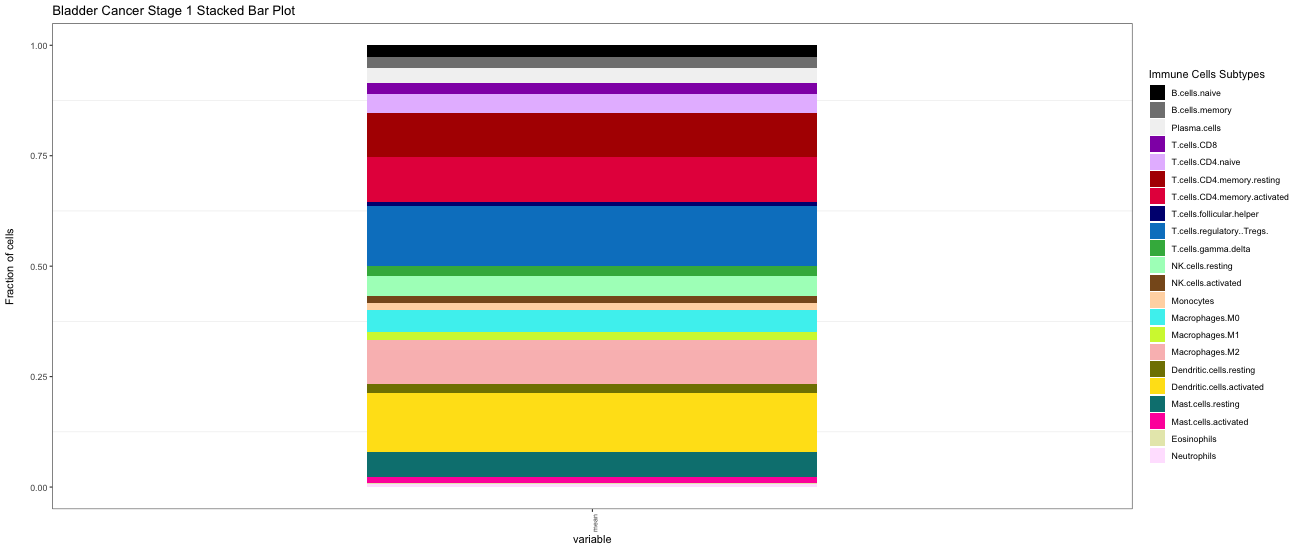 Bladder Cancer Stage 1 Stacked Bar Plot
1.00
0.75
0.50
0.25
0.00
Fraction of cells
mean
variable
Immune Cells Subtypes
B.cells.naive
B.cells.memory
Plasma.cells
T.cells.CD8
T.cells.CD4.naive
T.cells.CD4.memory.resting
T.cells.CD4.memory.activated
T.cells.follicular.helper
T.cells.regulatory..Tregs.
T.cells.gamma.delta
NK.cells.resting
NK.cells.activated
Monocytes
Macrophages.M0
Macrophages.M1
Macrophages.M2
Dendritic.cells.resting
Dendritic.cells.activated
Mast.cells.resting
Mast.cells.activated
Eosinophils
Neutrophils